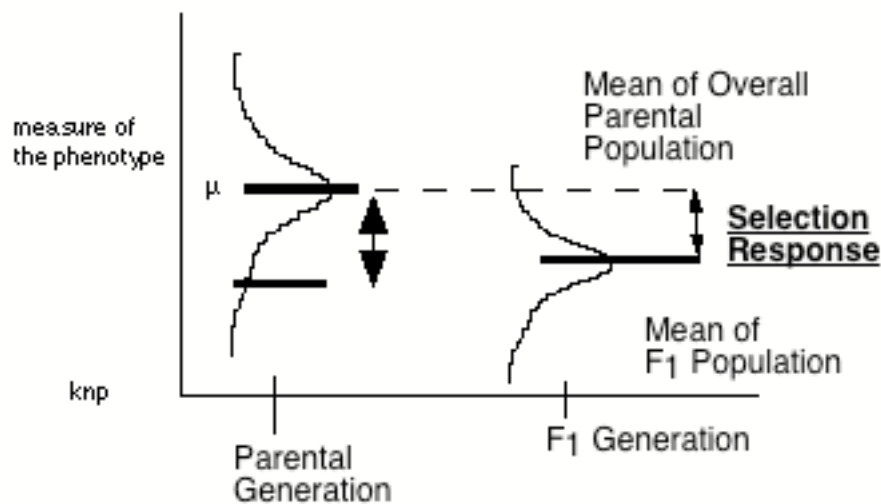 measure of
the phenotype
μ
Mean of Overall
Parental
Population
Selection
Response
Mean of
F1 Population
knp
Parental
Generation
F1 Generation